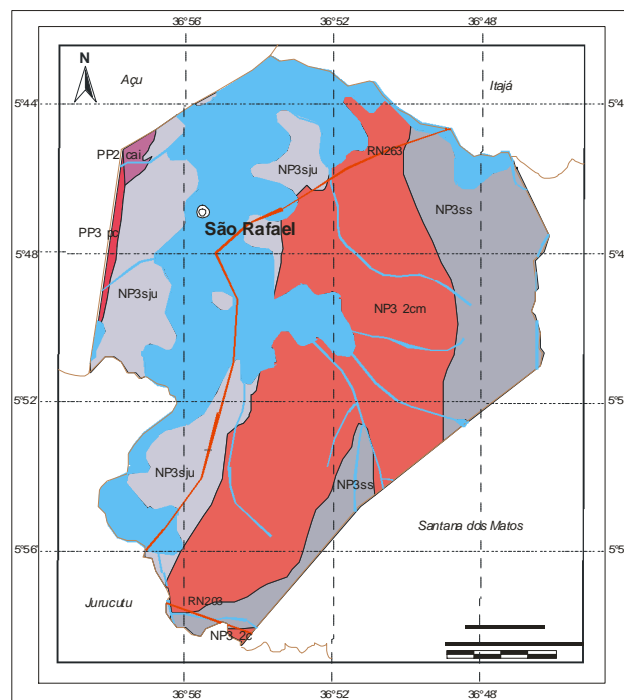 36°56 36°52 36°48
N
Açu
Itajá
5°44
5°4
RN263
PP2 cai
NP3sju
NP3ss
São Rafael
PP3 po
5°48
5°4
NP3sju
NP3 2cm
5°52
5°5
NP3sju
NP3ss
Santana dos Matos
5°56
5°5
Jurucutu
RN203
NP3 2c
36°56 36°52 36°48